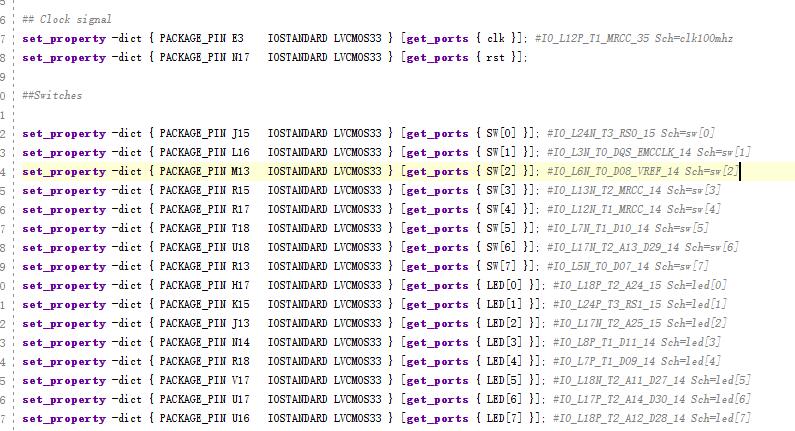 5
6 ## Clock signal
7 set_property -dict { PACKAGE_PIN E3 IOSTANDARD LVCMOS33 } [get_ports { clk }]; #IO_L12P_T1_MRCC_35 Sch=clk100mhz
8 set_property -dict { PACKAGE_PIN N17 IOSTANDARD LVCMOS33 } [get_ports { rst }];
9
0 ##Switches
1
2 set_property -dict { PACKAGE_PIN J15 IOSTANDARD LVCMOS33 } [get_ports { SW[0] }]; #IO_L24N_T3_RS0_15 Sch=sw[0]
3 set_property -dict { PACKAGE_PIN L16 IOSTANDARD LVCMOS33 } [get_ports { SW[1] }]; #IO_L3N_T0_DQS_EMCCLK_14 Sch=sw[1]
4 set_property -dict { PACKAGE_PIN M13 IOSTANDARD LVCMOS33 } [get_ports { SW[2] }]; #IO_L6N_T0_D08_VREF_14 Sch=sw[2]
5 set_property -dict { PACKAGE_PIN R15 IOSTANDARD LVCMOS33 } [get_ports { SW[3] }]; #IO_L13N_T2_MRCC_14 Sch=sw[3]
6 set_property -dict { PACKAGE_PIN R17 IOSTANDARD LVCMOS33 } [get_ports { SW[4] }]; #IO_L12N_T1_MRCC_14 Sch=sw[4]
7 set_property -dict { PACKAGE_PIN T18 IOSTANDARD LVCMOS33 } [get_ports { SW[5] }]; #IO_L7N_T1_D10_14 Sch=sw[5]
8 set_property -dict { PACKAGE_PIN U18 IOSTANDARD LVCMOS33 } [get_ports { SW[6] }]; #IO_L17N_T2_A13_D29_14 Sch=sw[6]
9 set_property -dict { PACKAGE_PIN R13 IOSTANDARD LVCMOS33 } [get_ports { SW[7] }]; #IO_L5N_T0_D07_14 Sch=sw[7]
0 set_property -dict { PACKAGE_PIN H17 IOSTANDARD LVCMOS33 } [get_ports { LED[0] }]; #IO_L18P_T2_A24_15 Sch=led[0]
1 set_property -dict { PACKAGE_PIN K15 IOSTANDARD LVCMOS33 } [get_ports { LED[1] }]; #IO_L24P_T3_RS1_15 Sch=led[1]
2 set_property -dict { PACKAGE_PIN J13 IOSTANDARD LVCMOS33 } [get_ports { LED[2] }]; #IO_L17N_T2_A25_15 Sch=led[2]
3 set_property -dict { PACKAGE_PIN N14 IOSTANDARD LVCMOS33 } [get_ports { LED[3] }]; #IO_L8P_T1_D11_14 Sch=led[3]
4 set_property -dict { PACKAGE_PIN R18 IOSTANDARD LVCMOS33 } [get_ports { LED[4] }]; #IO_L7P_T1_D09_14 Sch=led[4]
5 set_property -dict { PACKAGE_PIN V17 IOSTANDARD LVCMOS33 } [get_ports { LED[5] }]; #IO_L18N_T2_A11_D27_14 Sch=led[5]
6 set_property -dict { PACKAGE_PIN U17 IOSTANDARD LVCMOS33 } [get_ports { LED[6] }]; #IO_L17P_T2_A14_D30_14 Sch=led[6]
7 set_property -dict { PACKAGE_PIN U16 IOSTANDARD LVCMOS33 } [get_ports { LED[7] }]; #IO_L18P_T2_A12_D28_14 Sch=led[7]